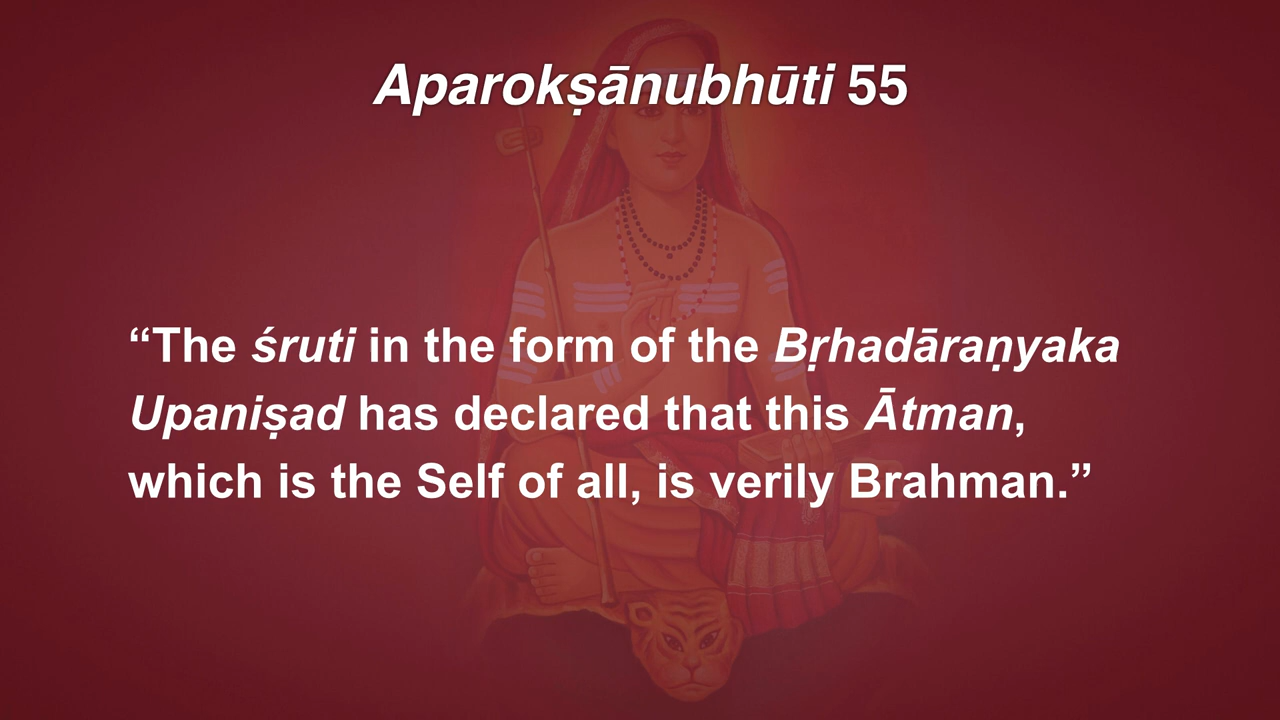 Aparokṣānubhūti 55
“The śruti in the form of the Bṛhadāraṇyaka
Upaniṣad has declared that this Ātman,
which is the Self of all, is verily Brahman.”